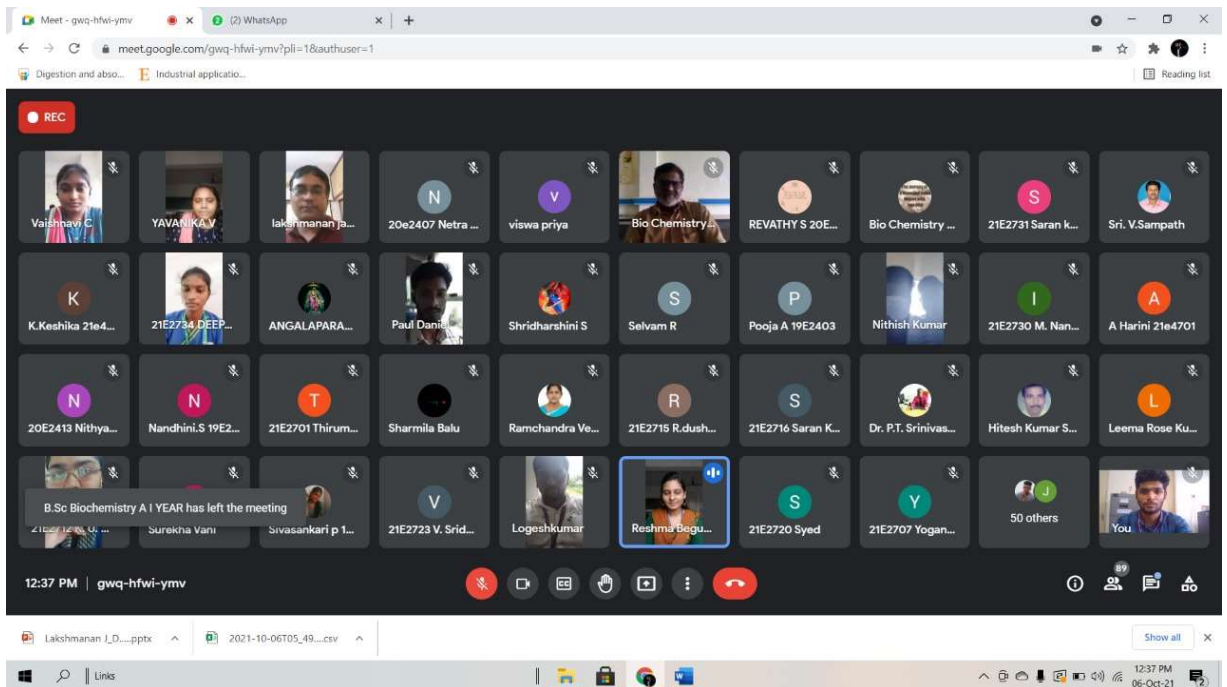 Meet - gwq-hfwi-ymv
(2) WhatsApp
meet.google.com/gwq-hfwi-ymv?pli=1&authuser=1
Digestion and abso...
Industrial applicatio...
Reading list
REC
Vaishnavi C
YAVANIKA V
lakshmanan ja...
N
20e2407 Netra ...
V
viswa priya
Bio Chemistry...
REVATHY S 20E...
Bio Chemistry ...
S
21E2731 Saran k...
Sri. V.Sampath
K
K.Keshika 21e4...
21E2734 DEEP...
ANGALAPARA...
Paul Danie
Shridharshini S
S
Selvam R
P
Pooja A 19E2403
Nithish Kumar
I
21E2730 M. Nan...
A
A Harini 21e4701
N
20E2413 Nithya...
N
Nandhini.S 19E2...
T
21E2701 Thirum...
Sharmila Balu
Ramchandra Ve...
R
21E2715 R.dush...
S
21E2716 Saran K...
Dr. P.T. Srinivas...
Hitesh Kumar S...
L
Leema Rose Ku...
B.Sc Biochemistry A I YEAR has left the meeting
Surekha Vani
Sivasankari p 1...
V
21E2723 V. Srid...
Logeshkumar
Reshma Begu...
S
21E2720 Syed
Y
21E2707 Yogan...
J
50 others
You
12:37 PM | gwq-hfwi-ymv
89
Lakshmanan J_D.....pptx
2021-10-06T05_49....csv
Show all
Links
12:37 PM
06-Oct-21
2